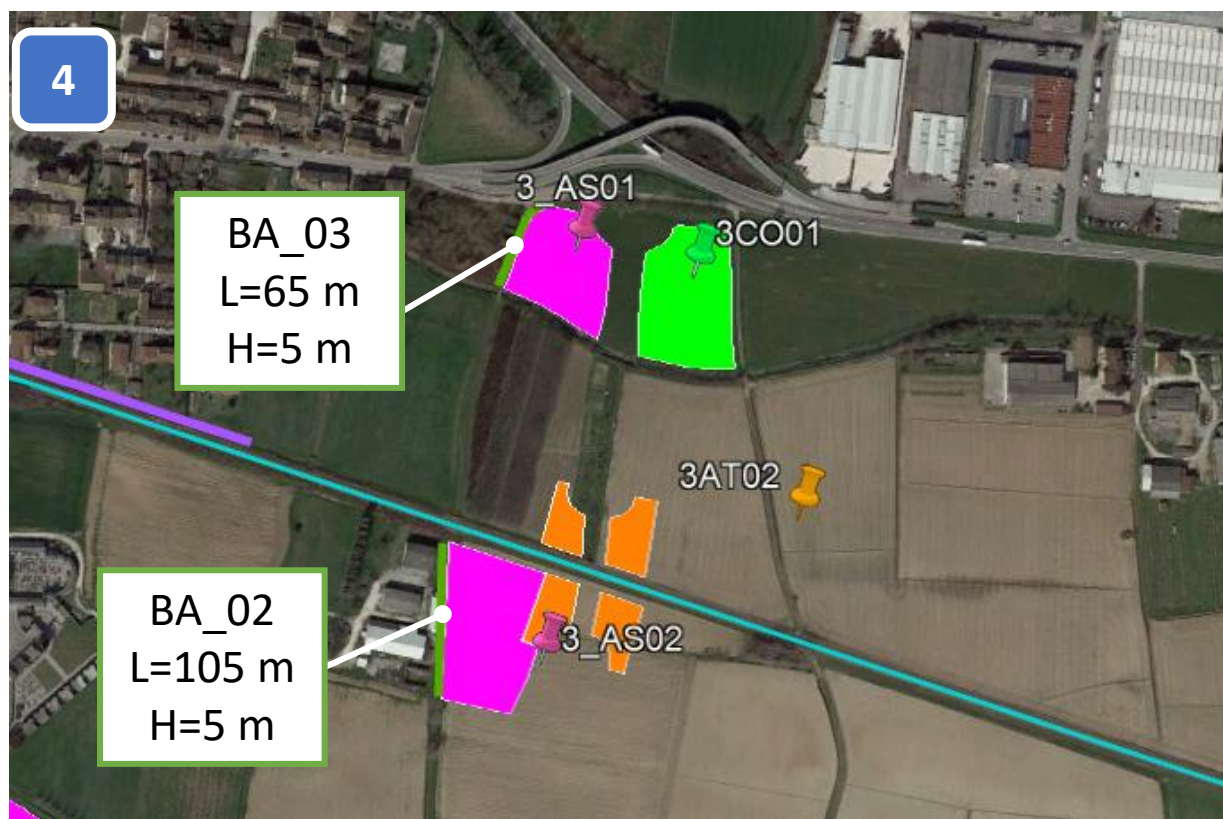 4
3_AS01
3CO01
BA_03
L=65 m
H=5 m
3AT02
BA_02
L=105 m
H=5 m
3_AS02